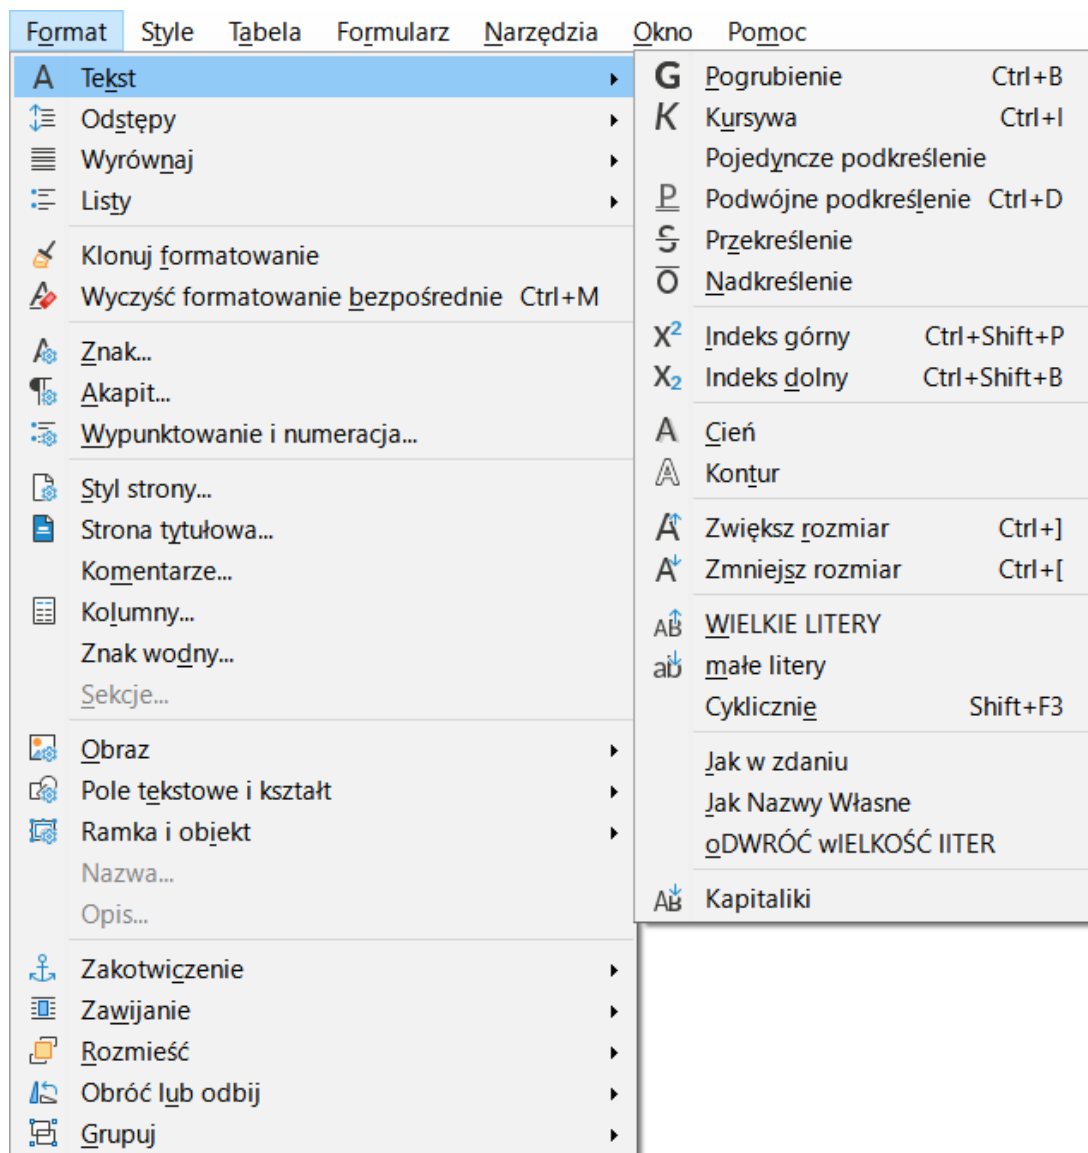 Format Style Tabela Formularz Narzędzia Okno Pomoc
Tekst
Odstępy
Wyrównaj
Listy
Klonuj formatowanie
Wyczyść formatowanie bezpośrednie Ctrl+M
Znak...
Akapit...
Wypunktowanie i numeracja...
Styl strony...
Strona tytułowa...
Komentarze...
Kolumny...
Znak wodny...
Sekcje...
Obraz
Pole tekstowe i kształt
Ramka i obiekt
Nazwa...
Opis...
Zakotwiczenie
Zawijanie
Rozmieść
Obróć lub odbij
Grupuj
Pogrubienie Ctrl+B
Kursywa Ctrl+I
Pojedyncze podkreślenie
Podwójne podkreślenie Ctrl+D
Przekreślenie
Nadkreślenie
Indeks górny Ctrl+Shift+P
Indeks dolny Ctrl+Shift+B
Cień
Kontur
Zwiększ rozmiar Ctrl+]
Zmniejsz rozmiar Ctrl+[
WIELKIE LITERY
małe litery
Cyklicznie Shift+F3
Jak w zdaniu
Jak Nazwy Własne
oDWRÓĆ wIELKOŚĆ lITER
Kapitaliki